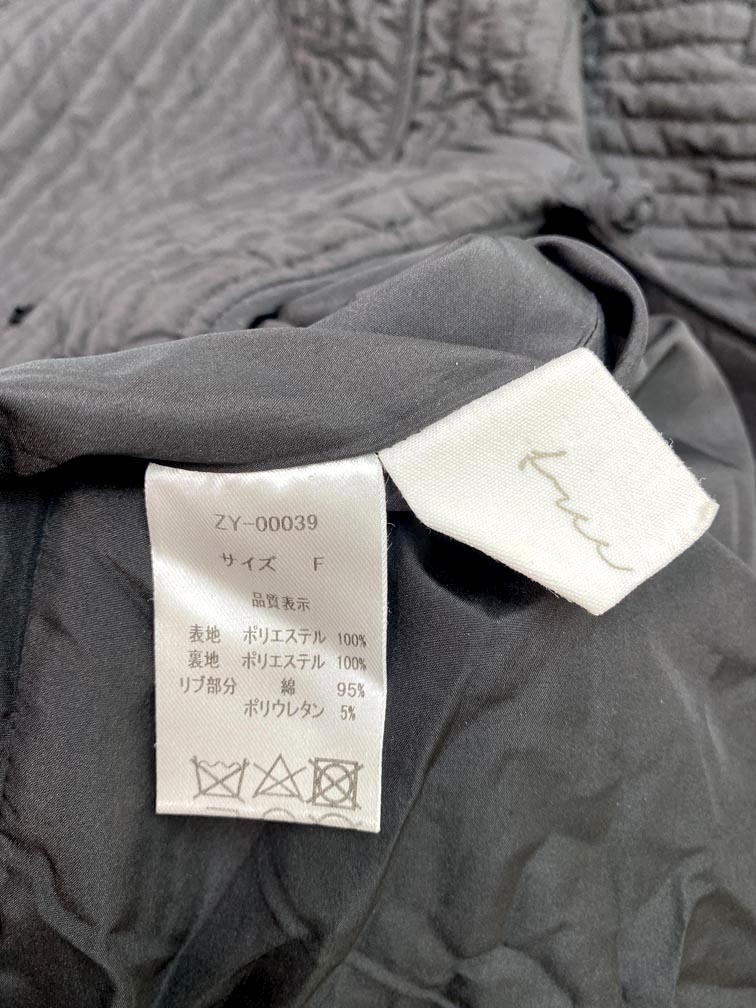 ZY-00039
サイズ F
品質表示
表地 ポリエステル 100%
裏地 ポリエステル 100%
リブ部分 綿 95%
ポリウレタン 5%
free